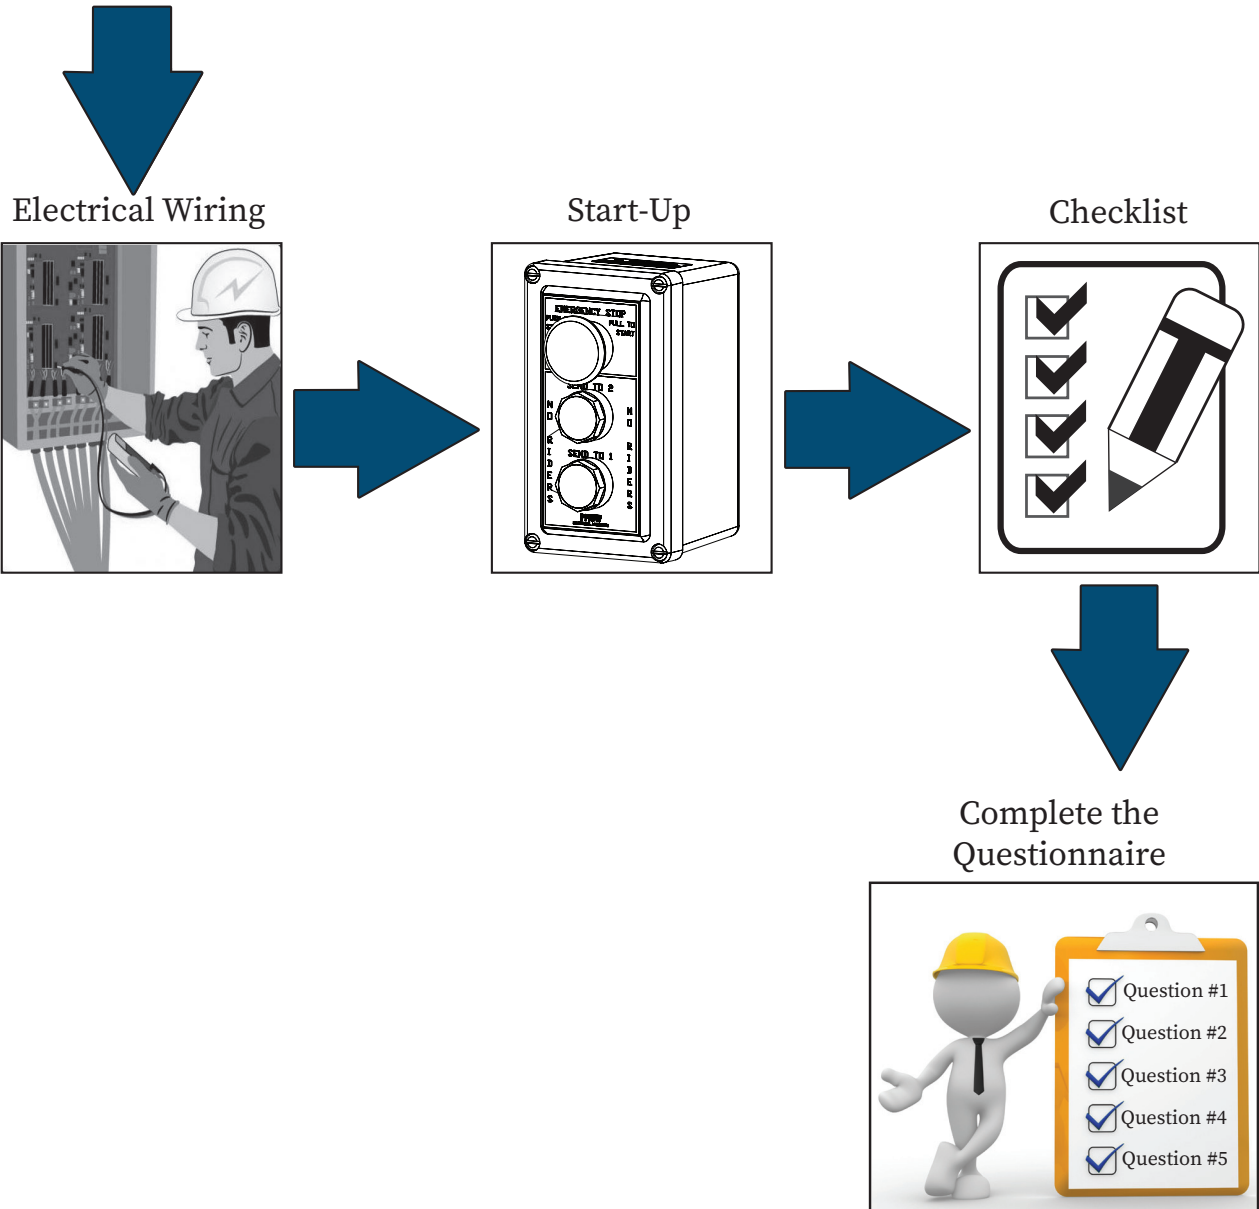 Electrical Wiring
Start-Up
Checklist
EMERGENCY STOP
PULL TO
START
SEND TO 2
NO RIDERS
NO RIDERS
SEND TO 1
Complete the
Questionnaire
Question #1
Question #2
Question #3
Question #4
Question #5